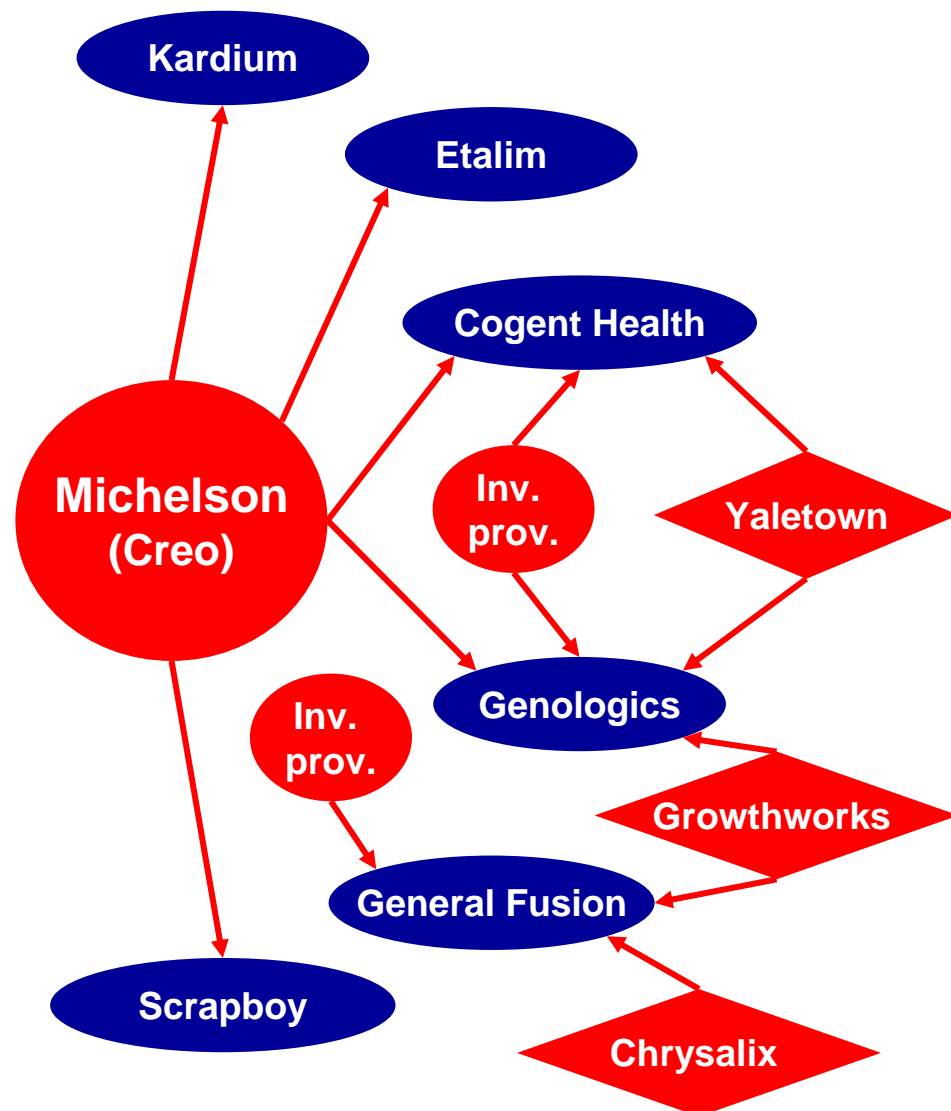 Kardium
Etalim
Cogent Health
Michelson
(Creo)
Inv.
prov.
Yaletown
Genologics
Inv.
prov.
Growthworks
General Fusion
Scrapboy
Chrysalix